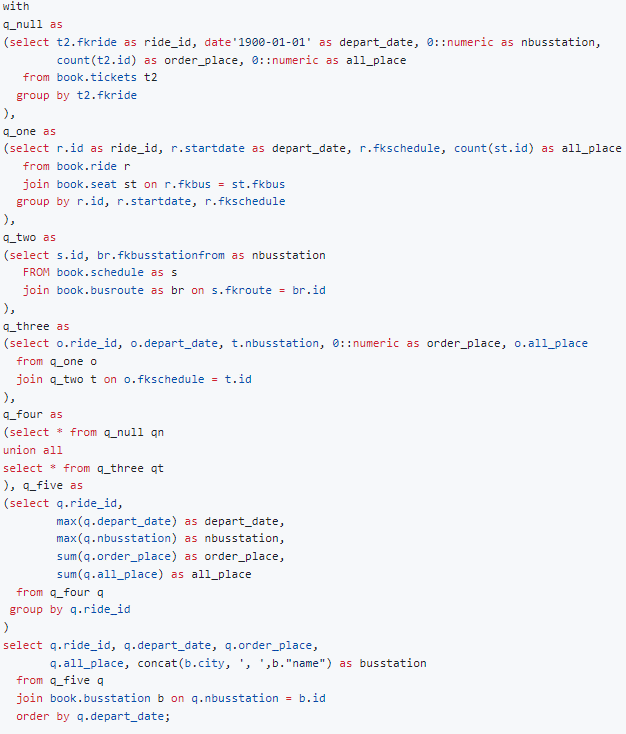 with
q_null as
(select t2.fkride as ride_id, date'1900-01-01' as depart_date, 0::numeric as nbusstation,
        count(t2.id) as order_place, 0::numeric as all_place
   from book.tickets t2
  group by t2.fkride
),
q_one as
(select r.id as ride_id, r.startdate as depart_date, r.fkschedule, count(st.id) as all_place
   from book.ride r
   join book.seat st on r.fkbus = st.fkbus
  group by r.id, r.startdate, r.fkschedule
),
q_two as
(select s.id, br.fkbusstationfrom as nbusstation
   FROM book.schedule as s
   join book.busroute as br on s.fkroute = br.id
),
q_three as
(select o.ride_id, o.depart_date, t.nbusstation, 0::numeric as order_place, o.all_place
  from q_one o
  join q_two t on o.fkschedule = t.id
),
q_four as
(select * from q_null qn
union all
select * from q_three qt
), q_five as
(select q.ride_id,
        max(q.depart_date) as depart_date,
        max(q.nbusstation) as nbusstation,
        sum(q.order_place) as order_place,
        sum(q.all_place) as all_place
  from q_four q
 group by q.ride_id
)
select q.ride_id, q.depart_date, q.order_place,
       q.all_place, concat(b.city, ', ',b."name") as busstation
  from q_five q
  join book.busstation b on q.nbusstation = b.id
  order by q.depart_date;